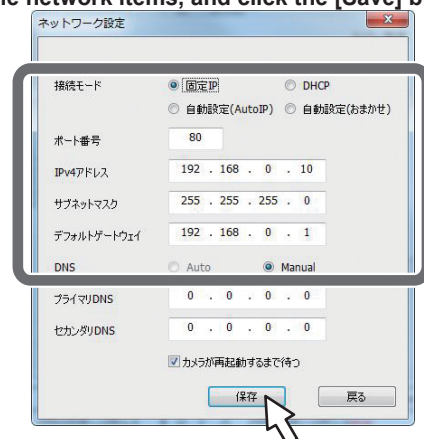 he network items, and click the [Save] b
ネットワーク設定
接続モード 固定IP DHCP
自動設定(AutoIP) 自動設定(おまかせ)
ポート番号 80
IPv4アドレス 192 . 168 . 0 . 10
サブネットマスク 255 . 255 . 255 . 0
デフォルトゲートウェイ 192 . 168 . 0 . 1
DNS Auto Manual
プライマリDNS 0 . 0 . 0 . 0
セカンダリDNS 0 . 0 . 0 . 0
カメラが再起動するまで待つ
保存 戻る